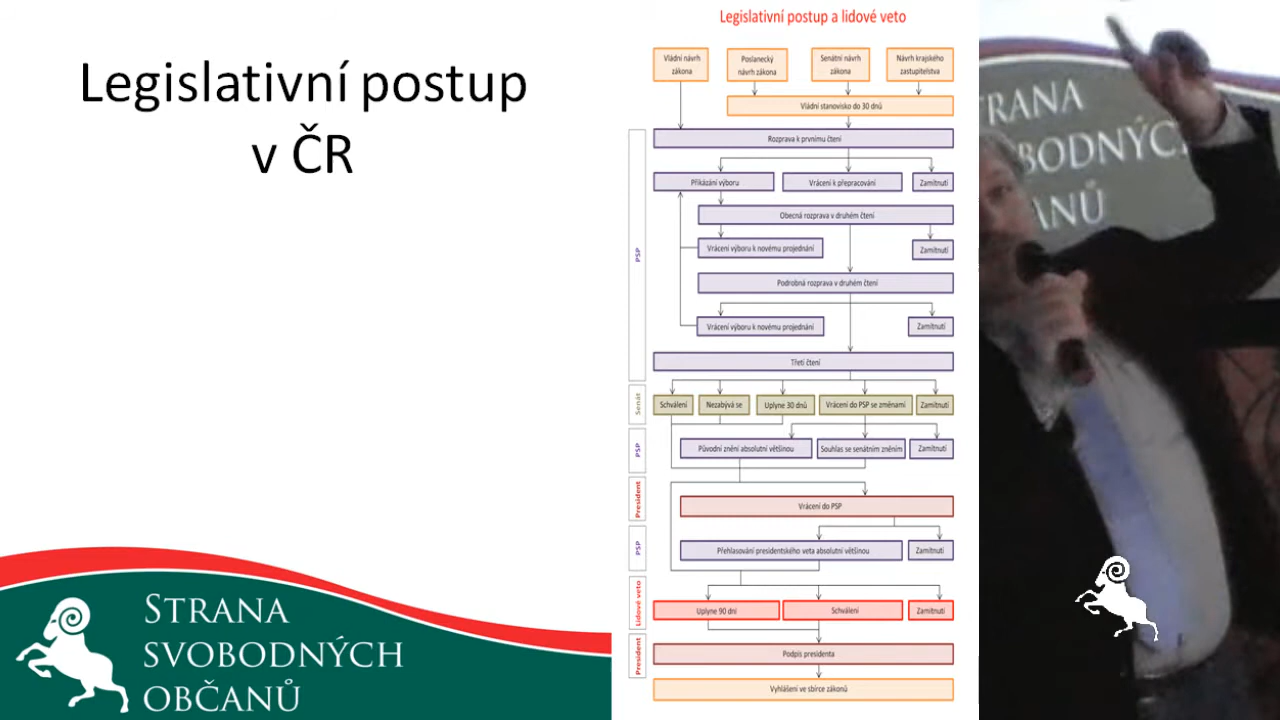 Legislativní postup
v ČR
STRANA
SVOBODNÝCH
OBČANŮ
Legislativní postup a lidové veto
Vládní návrh
zákona
Poslanecký
návrh zákona
Senátní návrh
zákona
Návrh krajského
zastupitelstva
Vládní stanovisko do 30 dnů
PSP
Rozprava k prvnímu čtení
Přikázání výboru
Vrácení k přepracování
Zamítnutí
Obecná rozprava v druhém čtení
Vrácení výboru k novému projednání
Zamítnutí
Podrobná rozprava v druhém čtení
Vrácení výboru k novému projednání
Zamítnutí
Třetí čtení
Senát
Schválení
Nezabývá se
Uplyne 30 dnů
Vrácení do PSP se změnami
Zamítnutí
PSP
Původní znění absolutní většinou
Souhlas se senátním zněním
Zamítnutí
President
Vrácení do PSP
PSP
Přehlasování presidentského veta absolutní většinou
Zamítnutí
Lidové veto
Uplyne 90 dní
Schválení
Zamítnutí
President
Podpis presidenta
Vyhlášení ve sbírce zákonů
TRANA
BODNÝC
ANŮ